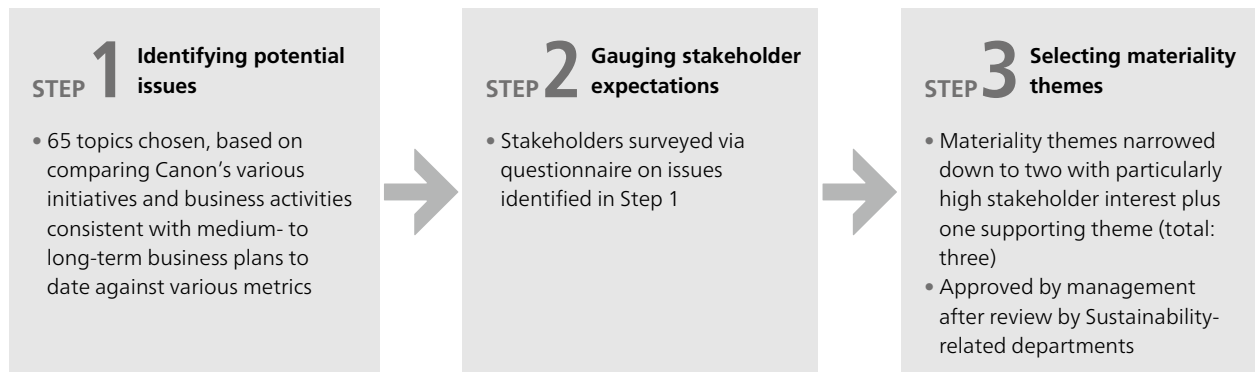 STEP 1 Identifying potential
issues
• 65 topics chosen, based on
comparing Canon's various
initiatives and business activities
consistent with medium- to
long-term business plans to
date against various metrics
STEP 2 Gauging stakeholder
expectations
• Stakeholders surveyed via
questionnaire on issues
identified in Step 1
STEP 3 Selecting materiality
themes
• Materiality themes narrowed
down to two with particularly
high stakeholder interest plus
one supporting theme (total:
three)
• Approved by management
after review by Sustainability-
related departments